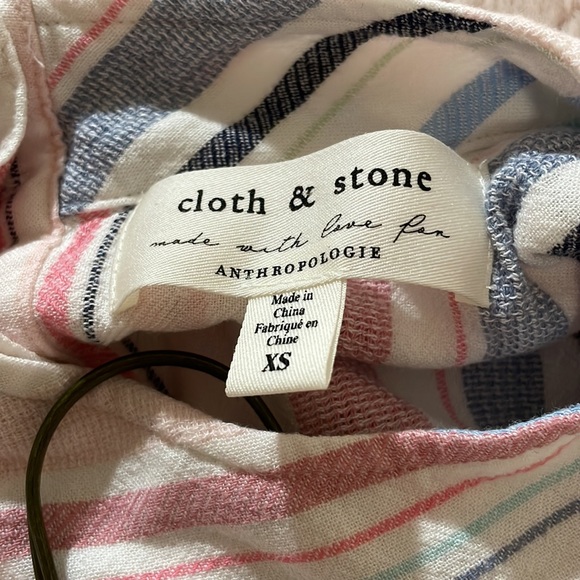 cloth & stone
made with love for
ANTHROPOLOGIE
Made in
China
Fabriqué en
Chine
XS